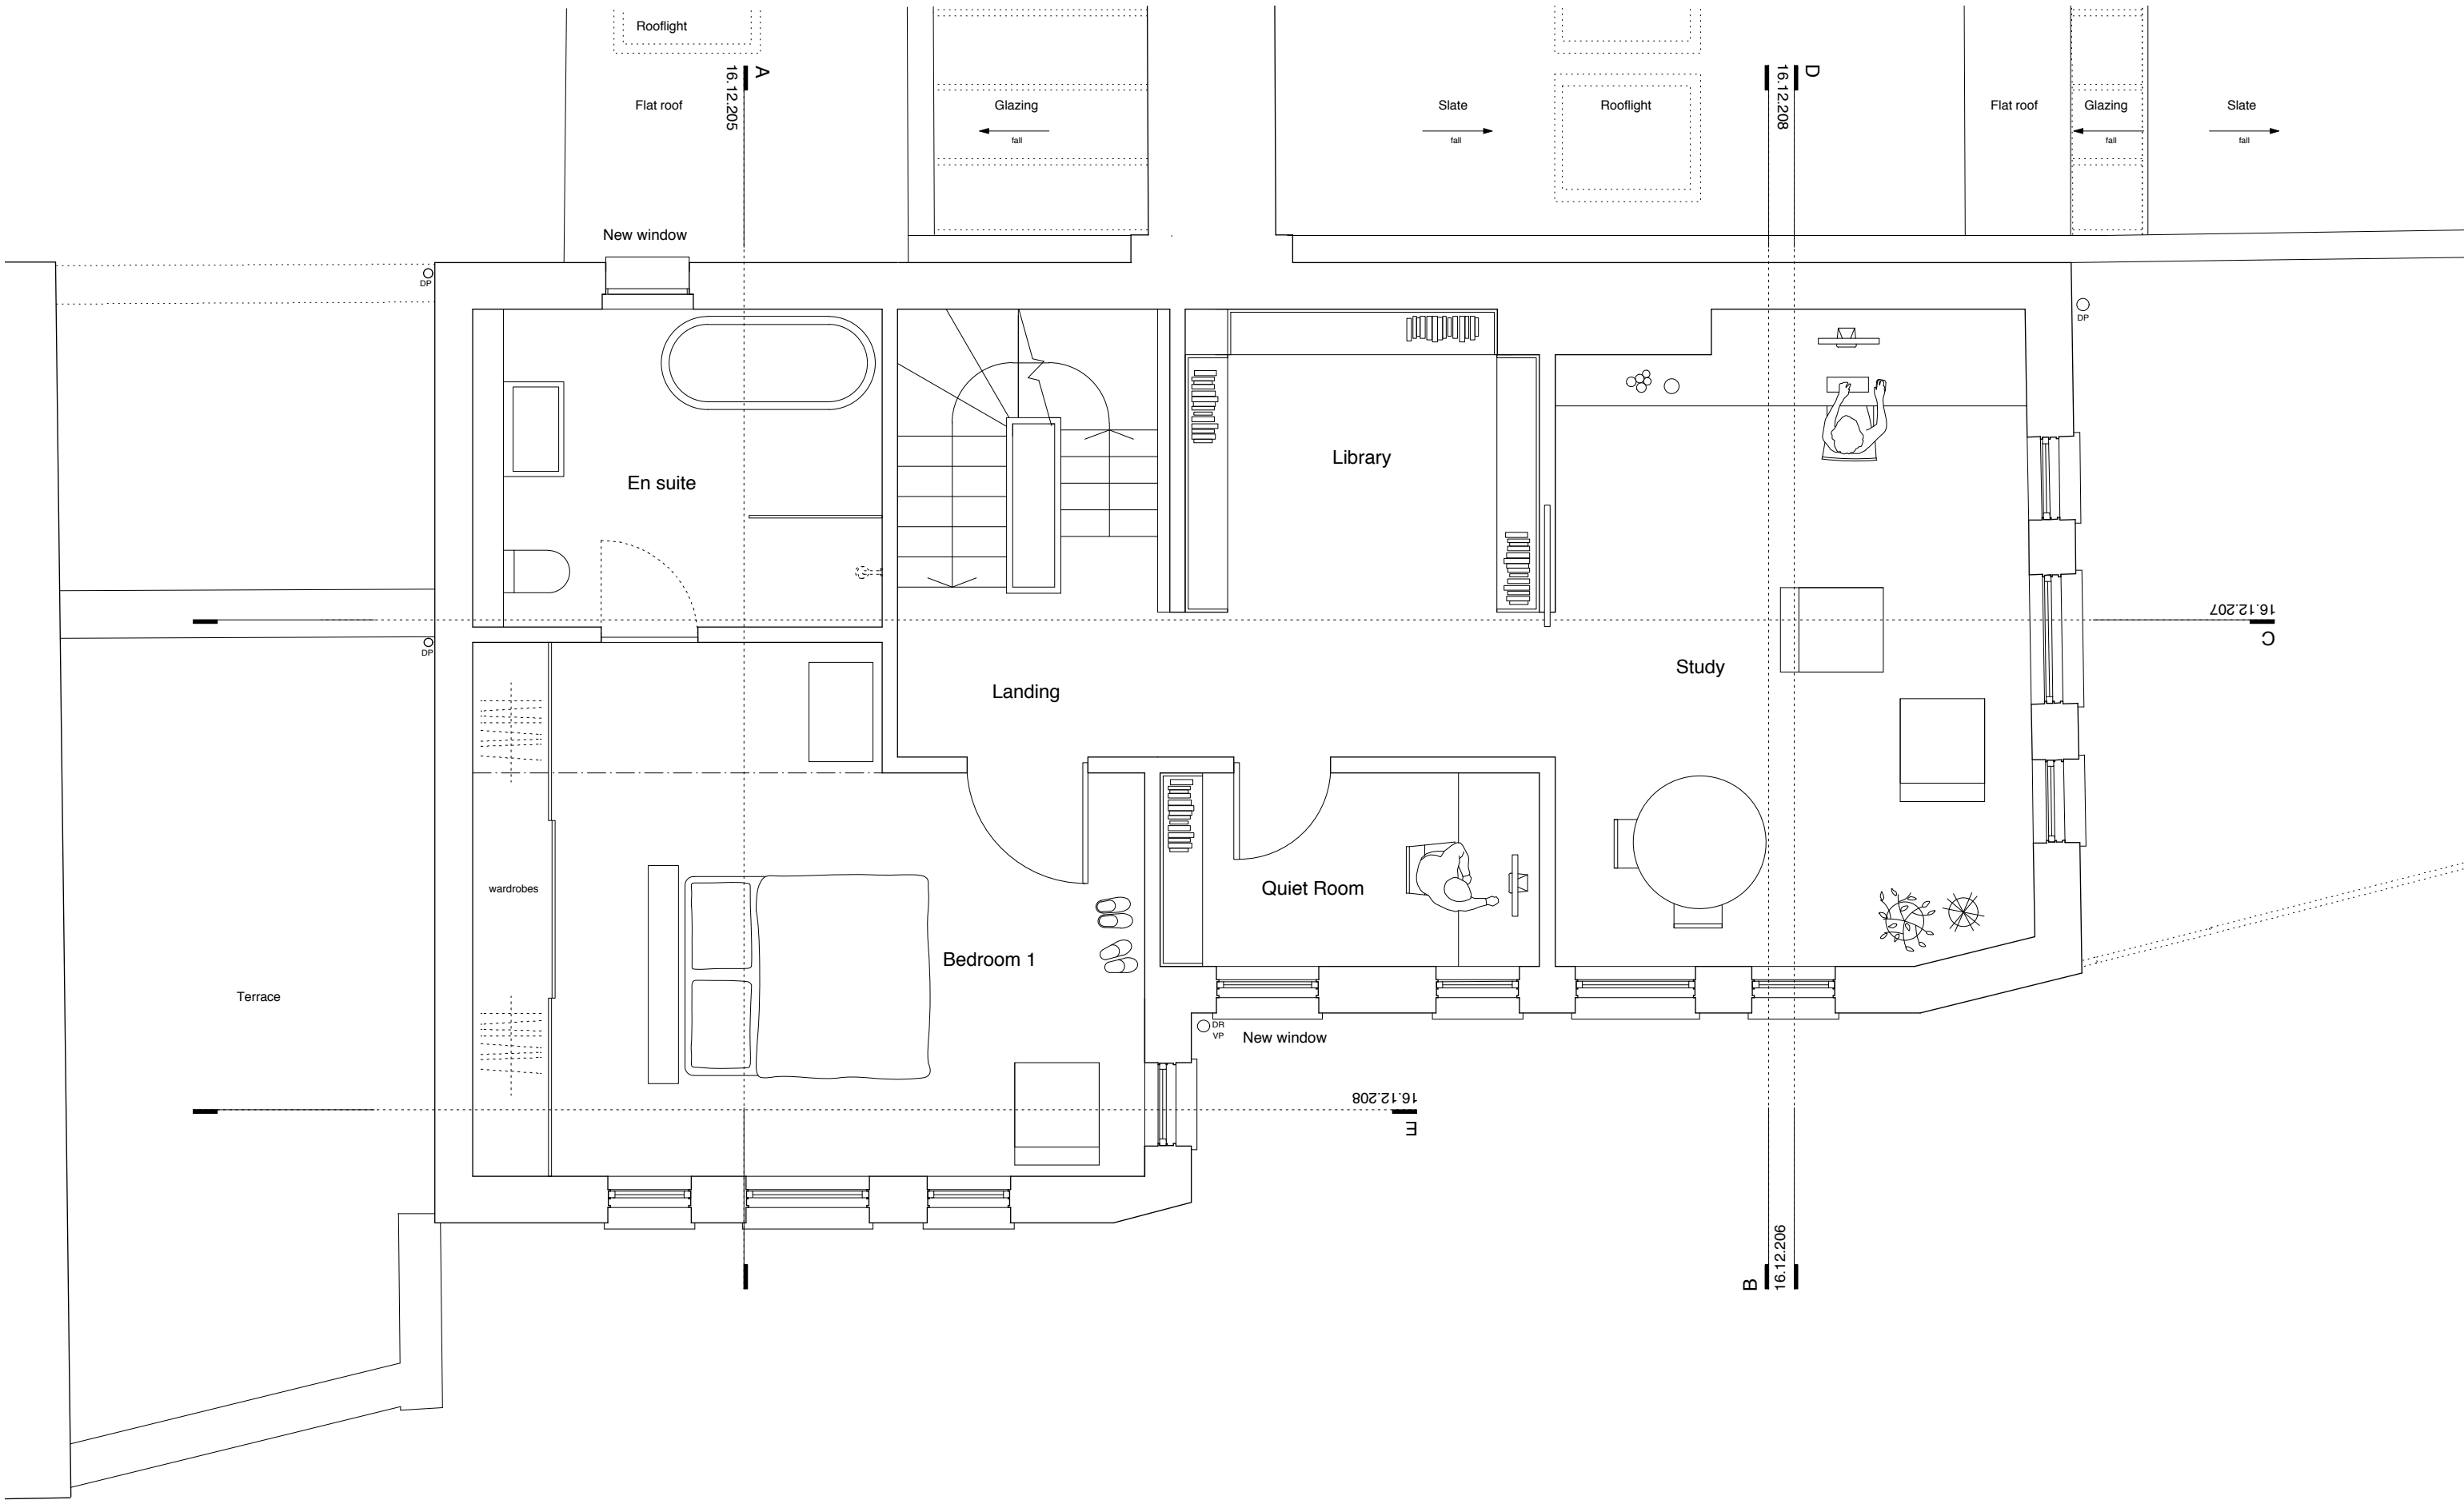 Rooflight
A
16.12.205
D
16.12.208
Flat roof
Glazing
fall
Slate
fall
Rooflight
Flat roof
Glazing
fall
Slate
fall
New window
DP
DP
Library
En suite
16.12.207
C
DP
Study
Landing
wardrobes
Quiet Room
Bedroom 1
Terrace
DR
VP
New window
16.12.208
E
B
16.12.206